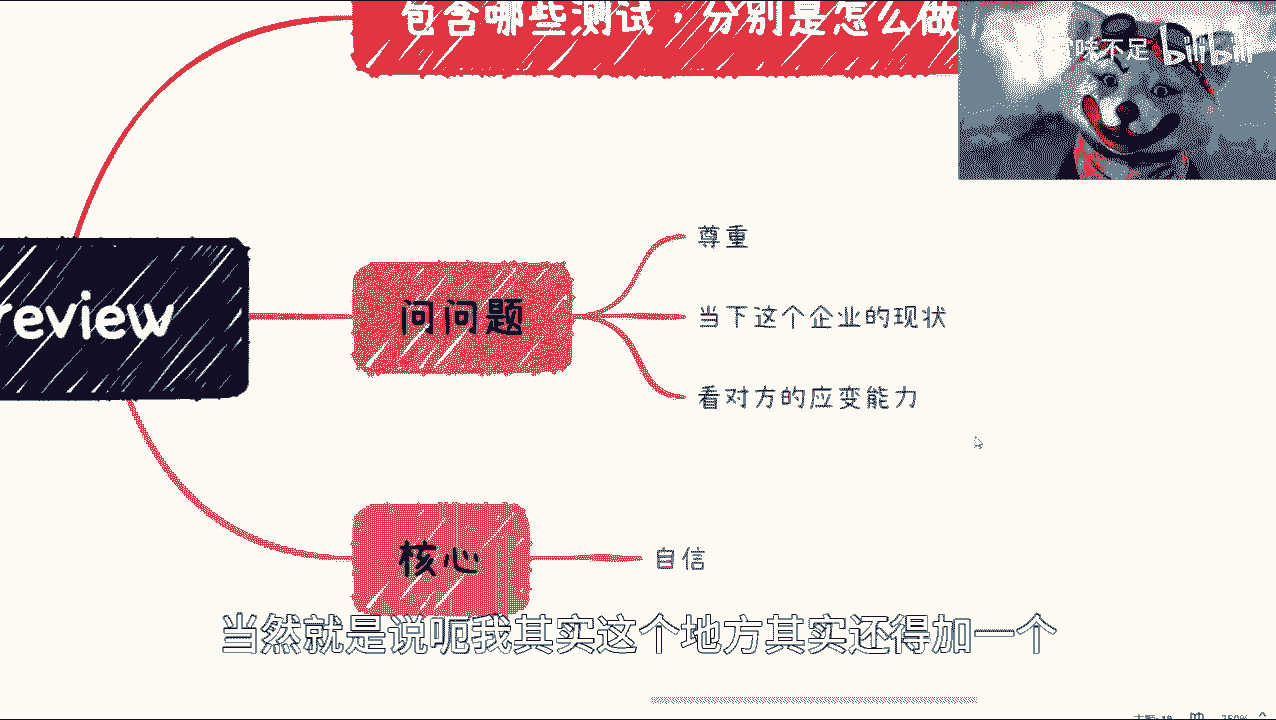 包含哪些测试，分别是怎么做
味不足 bilibili
尊重
review
问问题
当下这个企业的现状
看对方的应变能力
核心
自信
当然就是说呃我其实这个地方其实还得加一个
250%